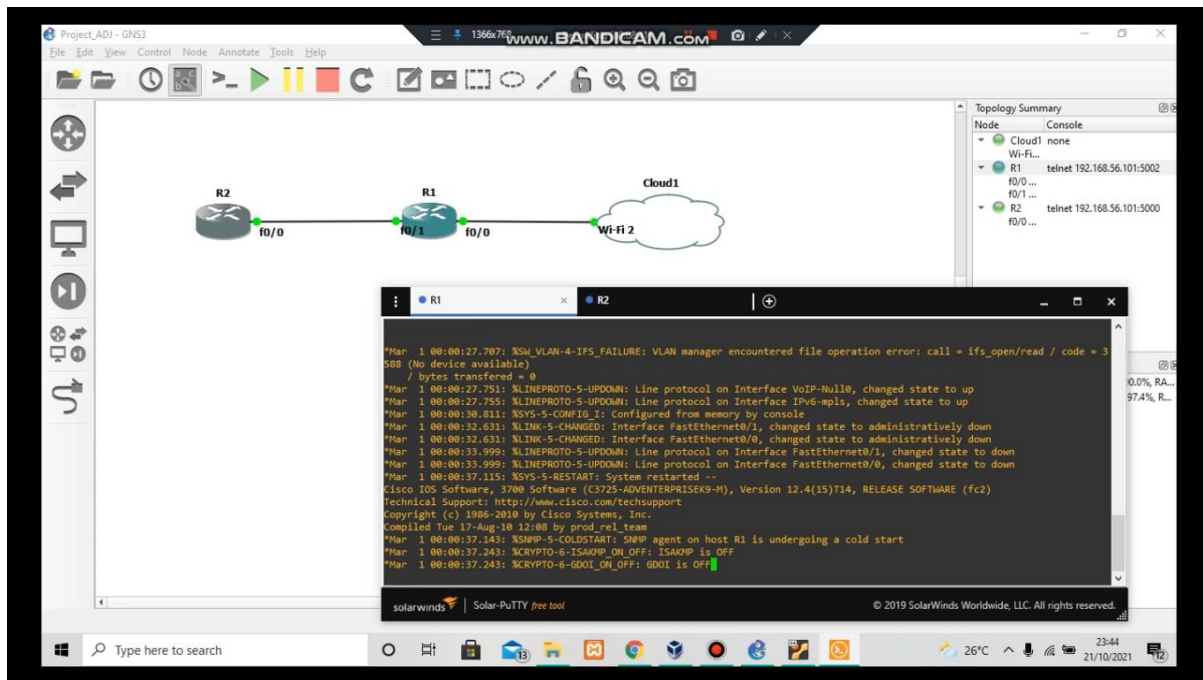 Project_ADJ - GNS3
1366x768
www.BANDICAM.com
File Edit View Control Node Annotate Tools Help
Topology Summary
Node Console
Cloud1 none
Wi-Fi...
R1 telnet 192.168.56.101:5002
f0/0 ...
f0/1 ...
R2 telnet 192.168.56.101:5000
f0/0 ...
R2
R1
Cloud1
f0/0
f0/1
f0/0
Wi-Fi 2
0.0%, RA...
97.4%, R...
R1
R2
*Mar 1 00:00:27.707: %SW_VLAN-4-IFS_FAILURE: VLAN manager encountered file operation error: call = ifs_open/read / code = 3
588 (No device available)
/ bytes transfered = 0
*Mar 1 00:00:27.751: %LINEPROTO-5-UPDOWN: Line protocol on Interface VoIP-Null0, changed state to up
*Mar 1 00:00:27.755: %LINEPROTO-5-UPDOWN: Line protocol on Interface IPv6-mpls, changed state to up
*Mar 1 00:00:30.811: %SYS-5-CONFIG_I: Configured from memory by console
*Mar 1 00:00:32.631: %LINK-5-CHANGED: Interface FastEthernet0/1, changed state to administratively down
*Mar 1 00:00:32.631: %LINK-5-CHANGED: Interface FastEthernet0/0, changed state to administratively down
*Mar 1 00:00:33.999: %LINEPROTO-5-UPDOWN: Line protocol on Interface FastEthernet0/1, changed state to down
*Mar 1 00:00:33.999: %LINEPROTO-5-UPDOWN: Line protocol on Interface FastEthernet0/0, changed state to down
*Mar 1 00:00:37.115: %SYS-5-RESTART: System restarted --
Cisco IOS Software, 3700 Software (C3725-ADVENTERPRISEK9-M), Version 12.4(15)T14, RELEASE SOFTWARE (fc2)
Technical Support: http://www.cisco.com/techsupport
Copyright (c) 1986-2010 by Cisco Systems, Inc.
Compiled Tue 17-Aug-10 12:08 by prod_rel_team
*Mar 1 00:00:37.143: %SNMP-5-COLDSTART: SNMP agent on host R1 is undergoing a cold start
*Mar 1 00:00:37.243: %CRYPTO-6-ISAKMP_ON_OFF: ISAKMP is OFF
*Mar 1 00:00:37.243: %CRYPTO-6-GDOI_ON_OFF: GDOI is OFF
solarwinds | Solar-PuTTY free tool
© 2019 SolarWinds Worldwide, LLC. All rights reserved.
Type here to search
13
26°C
23:44
21/10/2021
12